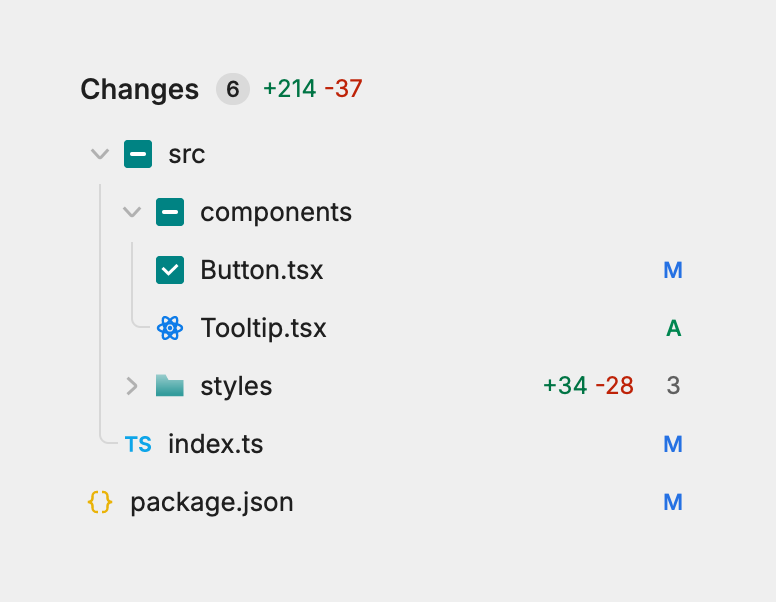 Changes 6 +214 -37
src
components
Button.tsx M
Tooltip.tsx A
styles +34 -28 3
TS index.ts M
{} package.json M